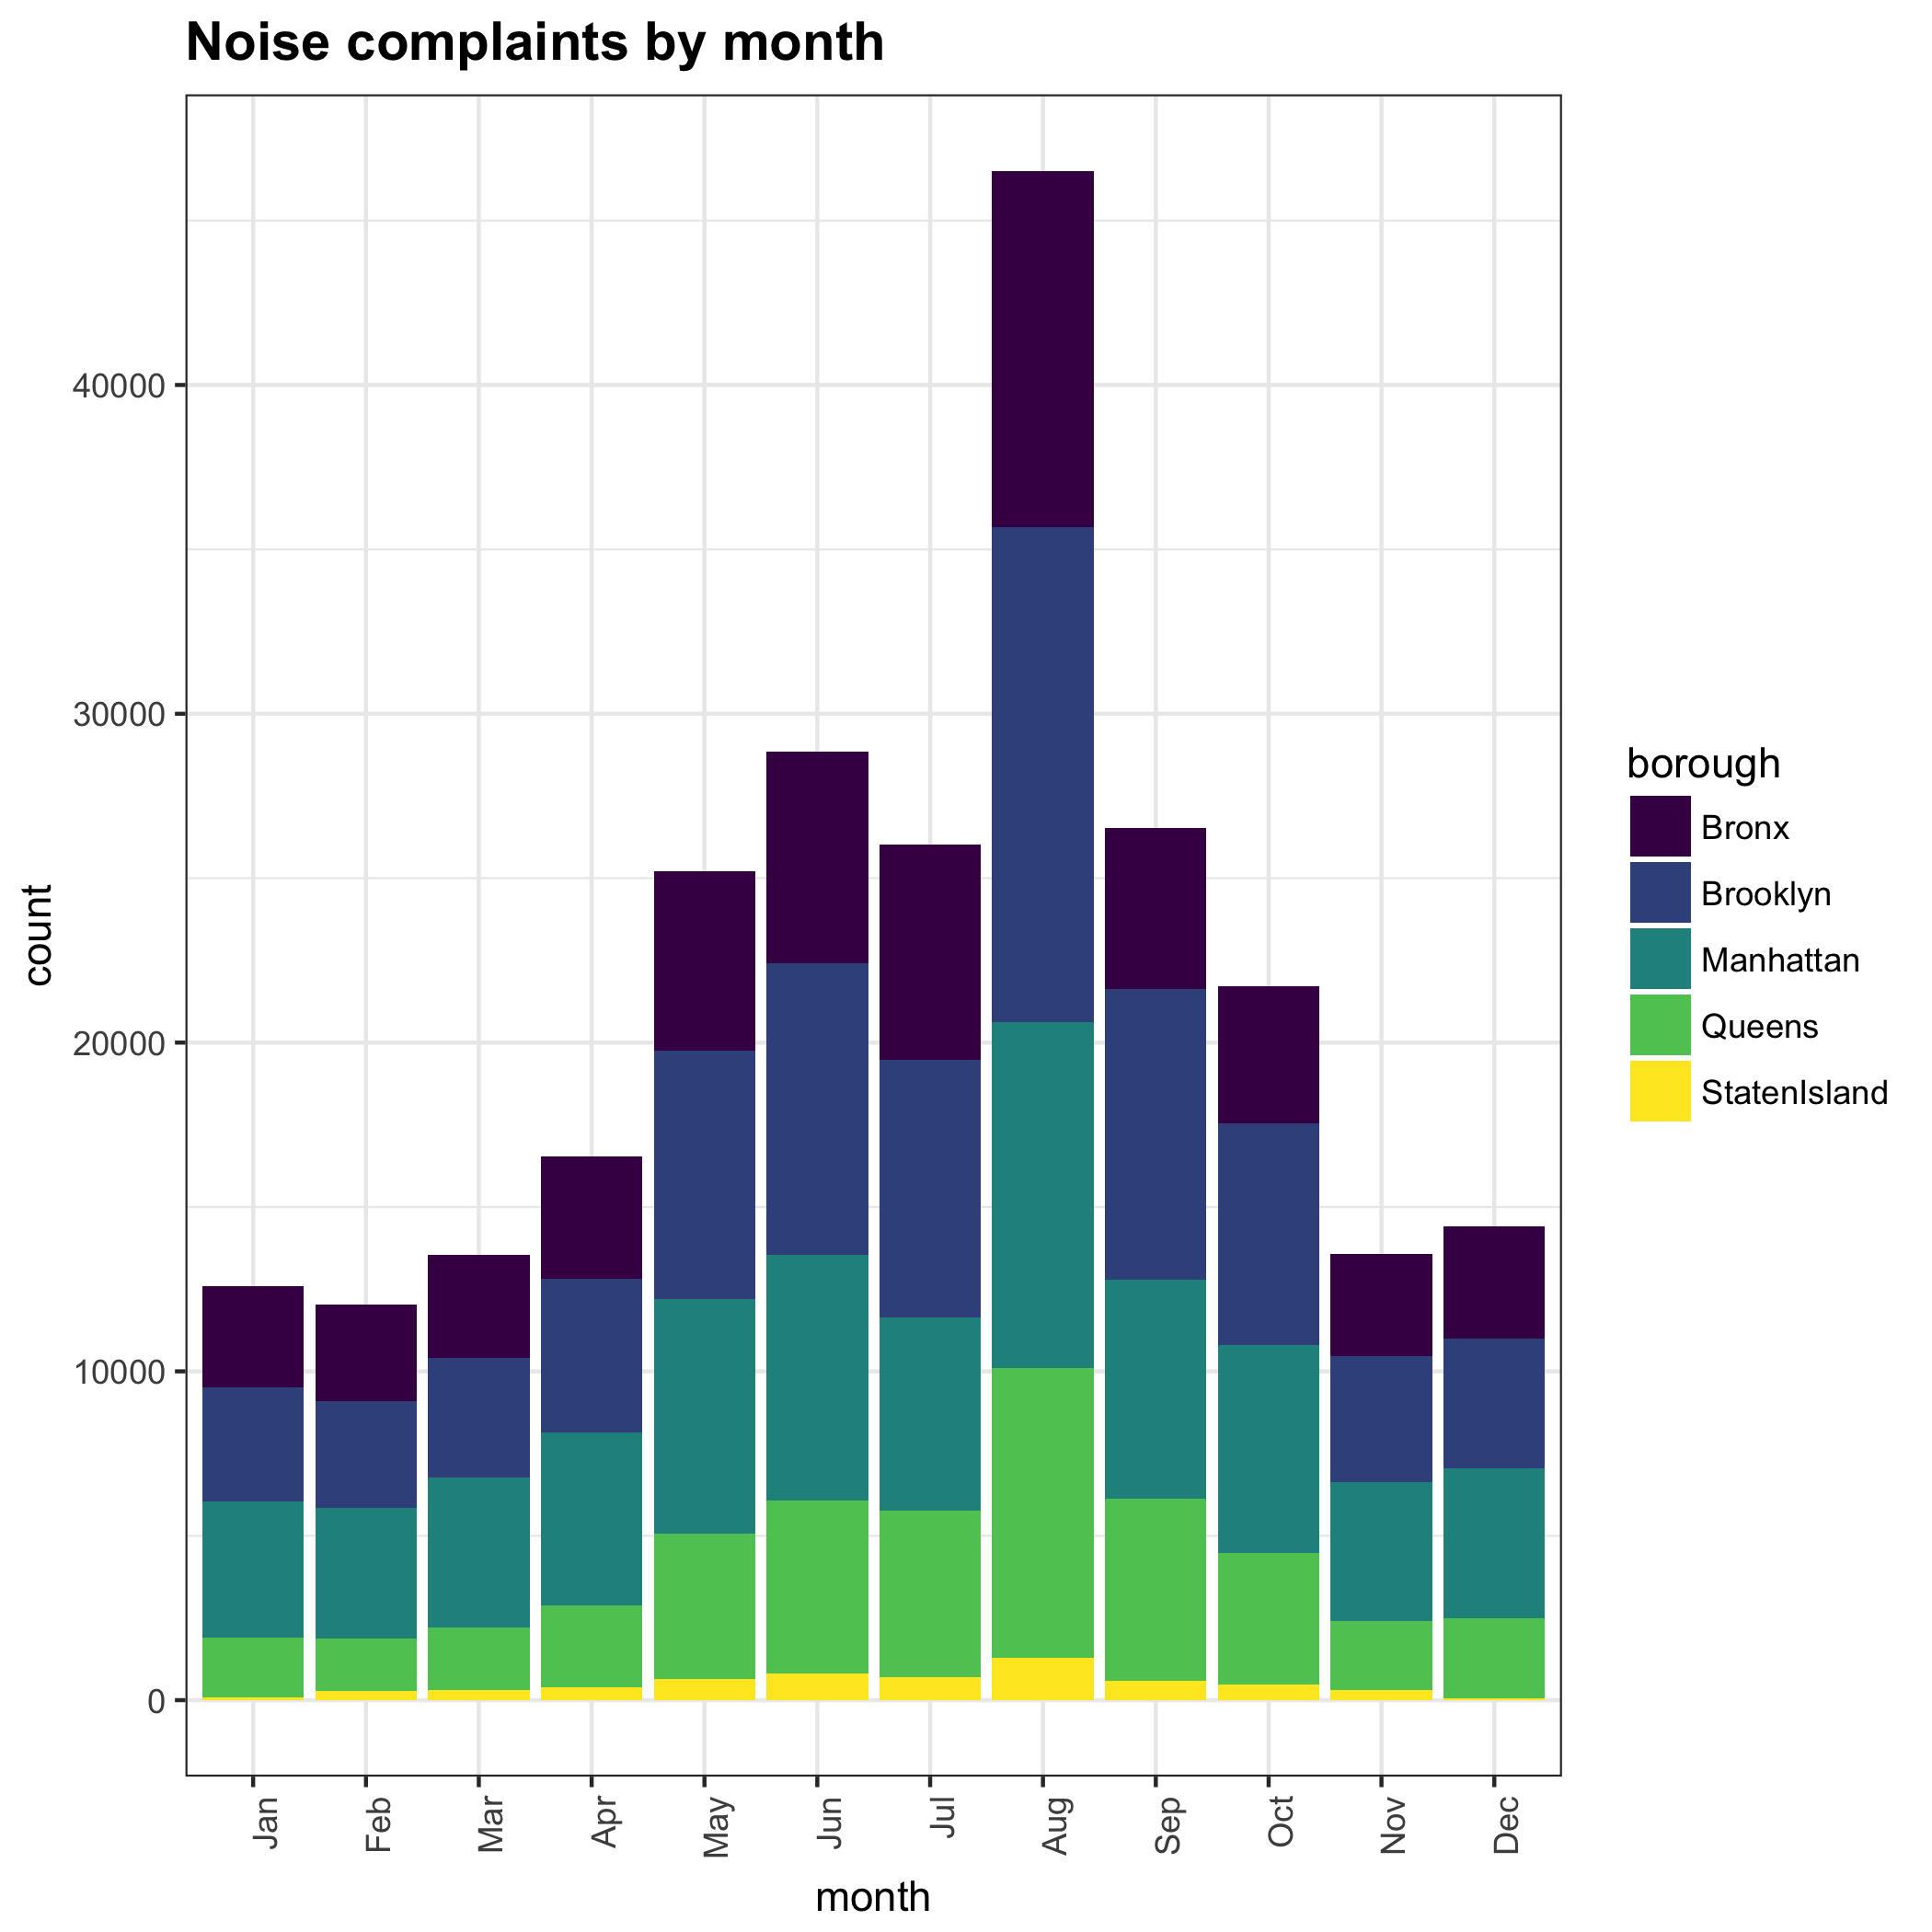 Noise complaints by month
40000
30000
20000
10000
0
count
Jan
Feb
Mar
Apr
May
Jun
Jul
Aug
Sep
Oct
Nov
Dec
month
borough
Bronx
Brooklyn
Manhattan
Queens
StatenIsland